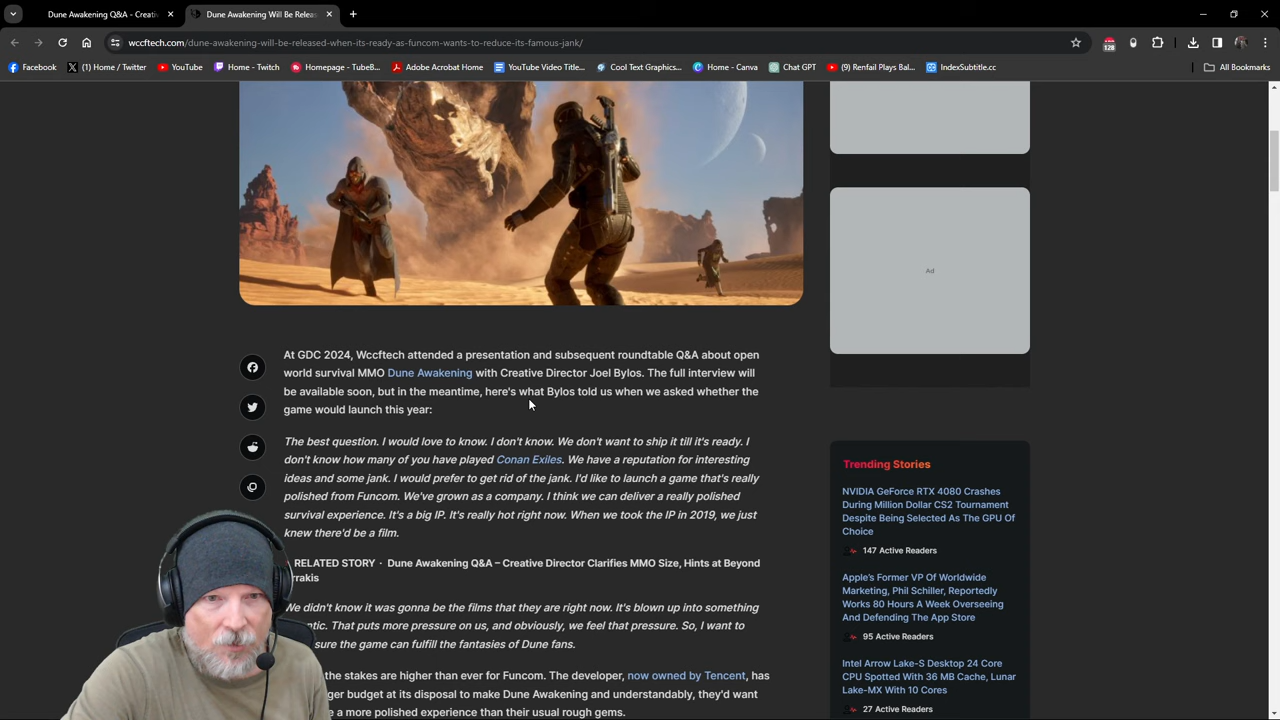 Dune Awakening Q&A - Creativ
Dune Awakening Will Be Releas
wccftech.com/dune-awakening-will-be-released-when-its-ready-as-funcom-wants-to-reduce-its-famous-jank/
128
Facebook
(1) Home / Twitter
YouTube
Home - Twitch
Homepage - TubeB...
Adobe Acrobat Home
YouTube Video Title...
Cool Text Graphics...
Home - Canva
Chat GPT
(9) Renfail Plays Bal...
IndexSubtitle.cc
All Bookmarks
Ad
At GDC 2024, Wccftech attended a presentation and subsequent roundtable Q&A about open
world survival MMO Dune Awakening with Creative Director Joel Bylos. The full interview will
be available soon, but in the meantime, here's what Bylos told us when we asked whether the
game would launch this year:
The best question. I would love to know. I don't know. We don't want to ship it till it's ready. I
don't know how many of you have played Conan Exiles. We have a reputation for interesting
ideas and some jank. I would prefer to get rid of the jank. I'd like to launch a game that's really
polished from Funcom. We've grown as a company. I think we can deliver a really polished
survival experience. It's a big IP. It's really hot right now. When we took the IP in 2019, we just
knew there'd be a film.
RELATED STORY · Dune Awakening Q&A – Creative Director Clarifies MMO Size, Hints at Beyond
rrakis
We didn't know it was gonna be the films that they are right now. It's blown up into something
ntic. That puts more pressure on us, and obviously, we feel that pressure. So, I want to
sure the game can fulfill the fantasies of Dune fans.
the stakes are higher than ever for Funcom. The developer, now owned by Tencent, has
ger budget at its disposal to make Dune Awakening and understandably, they'd want
e a more polished experience than their usual rough gems.
Trending Stories
NVIDIA GeForce RTX 4080 Crashes
During Million Dollar CS2 Tournament
Despite Being Selected As The GPU Of
Choice
147 Active Readers
Apple's Former VP Of Worldwide
Marketing, Phil Schiller, Reportedly
Works 80 Hours A Week Overseeing
And Defending The App Store
95 Active Readers
Intel Arrow Lake-S Desktop 24 Core
CPU Spotted With 36 MB Cache, Lunar
Lake-MX With 10 Cores
27 Active Readers